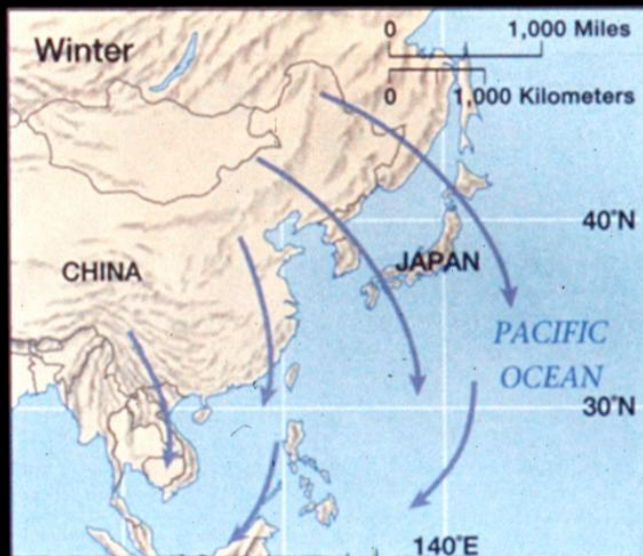 Winter
0 1,000 Miles
0 1,000 Kilometers
40°N
CHINA
JAPAN
PACIFIC
OCEAN
30°N
140°E